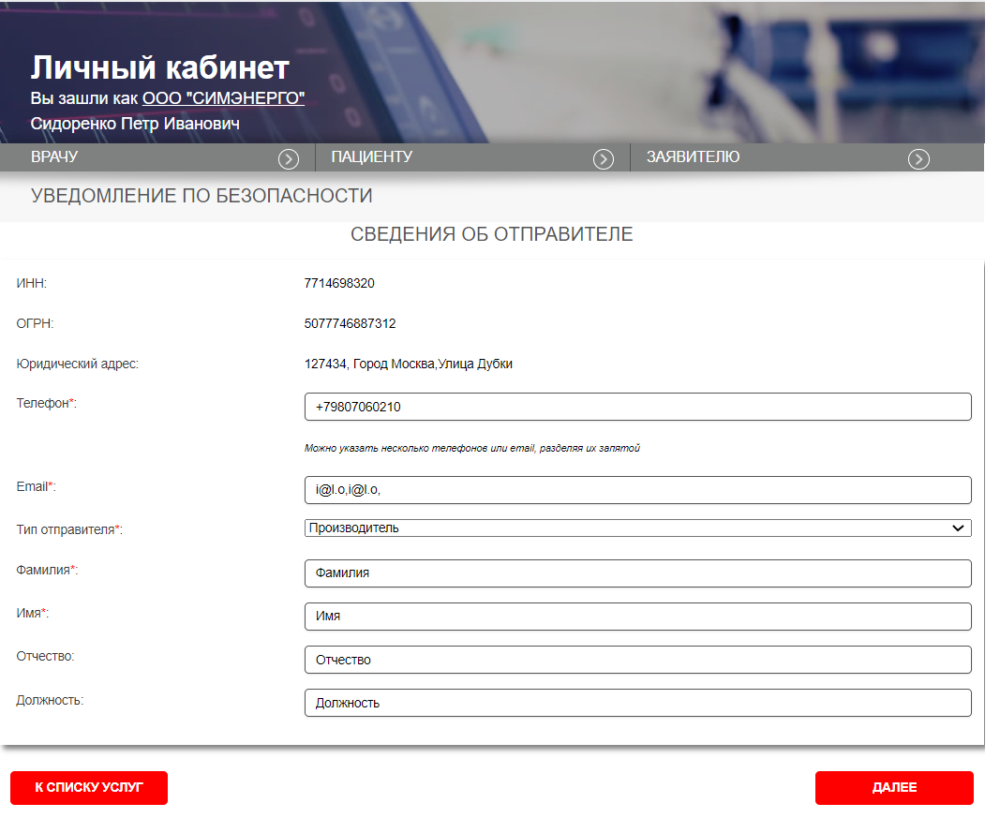 Личный кабинет
Вы зашли как ООО "СИМЭНЕРГО"
Сидоренко Петр Иванович
ВРАЧУ ПАЦИЕНТУ ЗАЯВИТЕЛЮ
УВЕДОМЛЕНИЕ ПО БЕЗОПАСНОСТИ
СВЕДЕНИЯ ОБ ОТПРАВИТЕЛЕ
ИНН: 7714698320
ОГРН: 5077746887312
Юридический адрес: 127434, Город Москва,Улица Дубки
Телефон*: +79807060210
Можно указать несколько телефонов или email, разделяя их запятой
Email*: i@l.o,i@l.o,
Тип отправителя*: Производитель
Фамилия*: Фамилия
Имя*: Имя
Отчество: Отчество
Должность: Должность
К СПИСКУ УСЛУГ ДАЛЕЕ